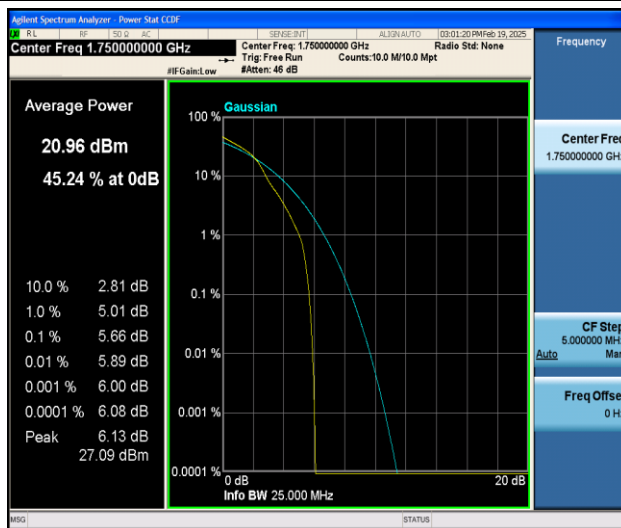 Agilent Spectrum Analyzer - Power Stat CCDF
RL RF 50 Ω AC SENSE:INT ALIGN AUTO 03:01:20 PM Feb 19, 2025
Center Freq 1.750000000 GHz
Center Freq: 1.750000000 GHz Radio Std: None
Trig: Free Run Counts:10.0 M/10.0 Mpt
#IFGain:Low #Atten: 46 dB
Frequency
Average Power
20.96 dBm
45.24 % at 0dB
10.0 % 2.81 dB
1.0 % 5.01 dB
0.1 % 5.66 dB
0.01 % 5.89 dB
0.001 % 6.00 dB
0.0001 % 6.08 dB
Peak 6.13 dB
27.09 dBm
Gaussian
100 %
10 %
1 %
0.1 %
0.01 %
0.001 %
0.0001 %
0 dB 20 dB
Info BW 25.000 MHz
Center Freq
1.750000000 GHz
CF Step
5.000000 MHz
Auto Man
Freq Offse
0 Hz
MSG STATUS